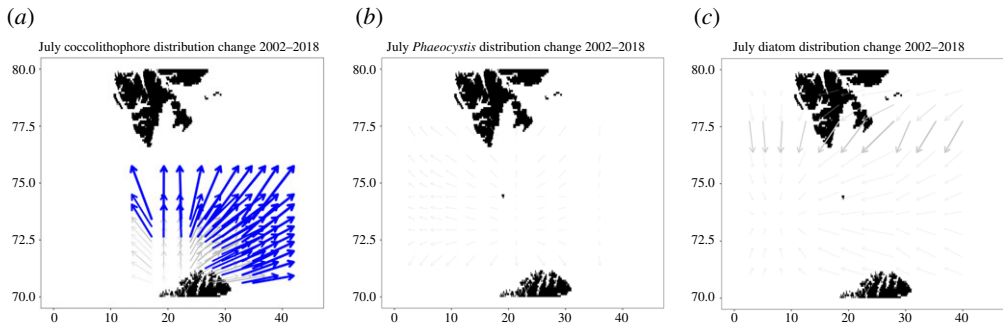 (a)
July coccolithophore distribution change 2002–2018
80.0
77.5
75.0
72.5
70.0
0 10 20 30 40
(b)
July Phaeocystis distribution change 2002–2018
80.0
77.5
75.0
72.5
70.0
0 10 20 30 40
(c)
July diatom distribution change 2002–2018
80.0
77.5
75.0
72.5
70.0
0 10 20 30 40